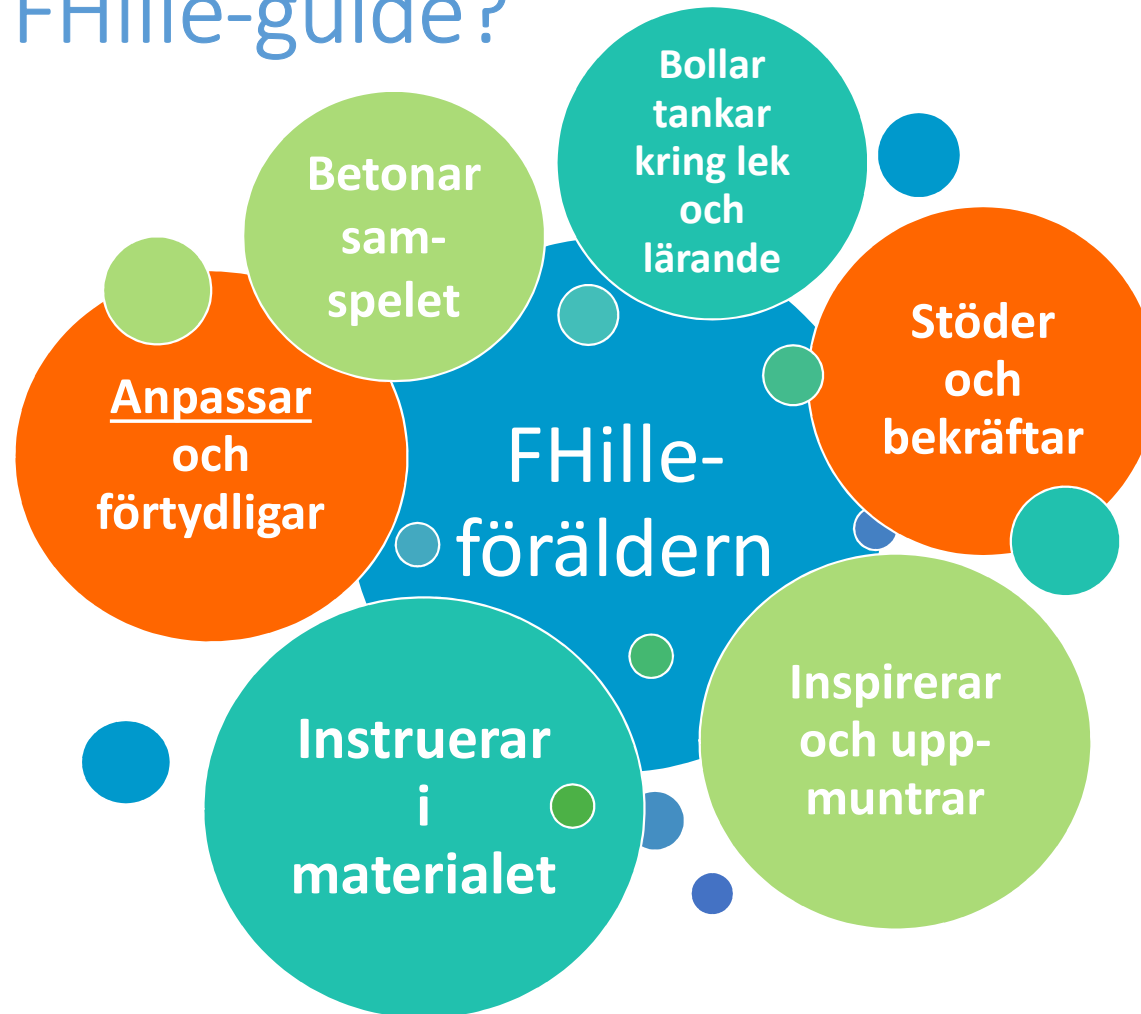 FHille-guide?
Bollar
tankar
kring lek
och
lärande
Betonar
sam-
spelet
Stöder
och
bekräftar
Anpassar
och
förtydligar
FHille-
föräldern
Inspirerar
och upp-
muntrar
Instruerar
i
materialet